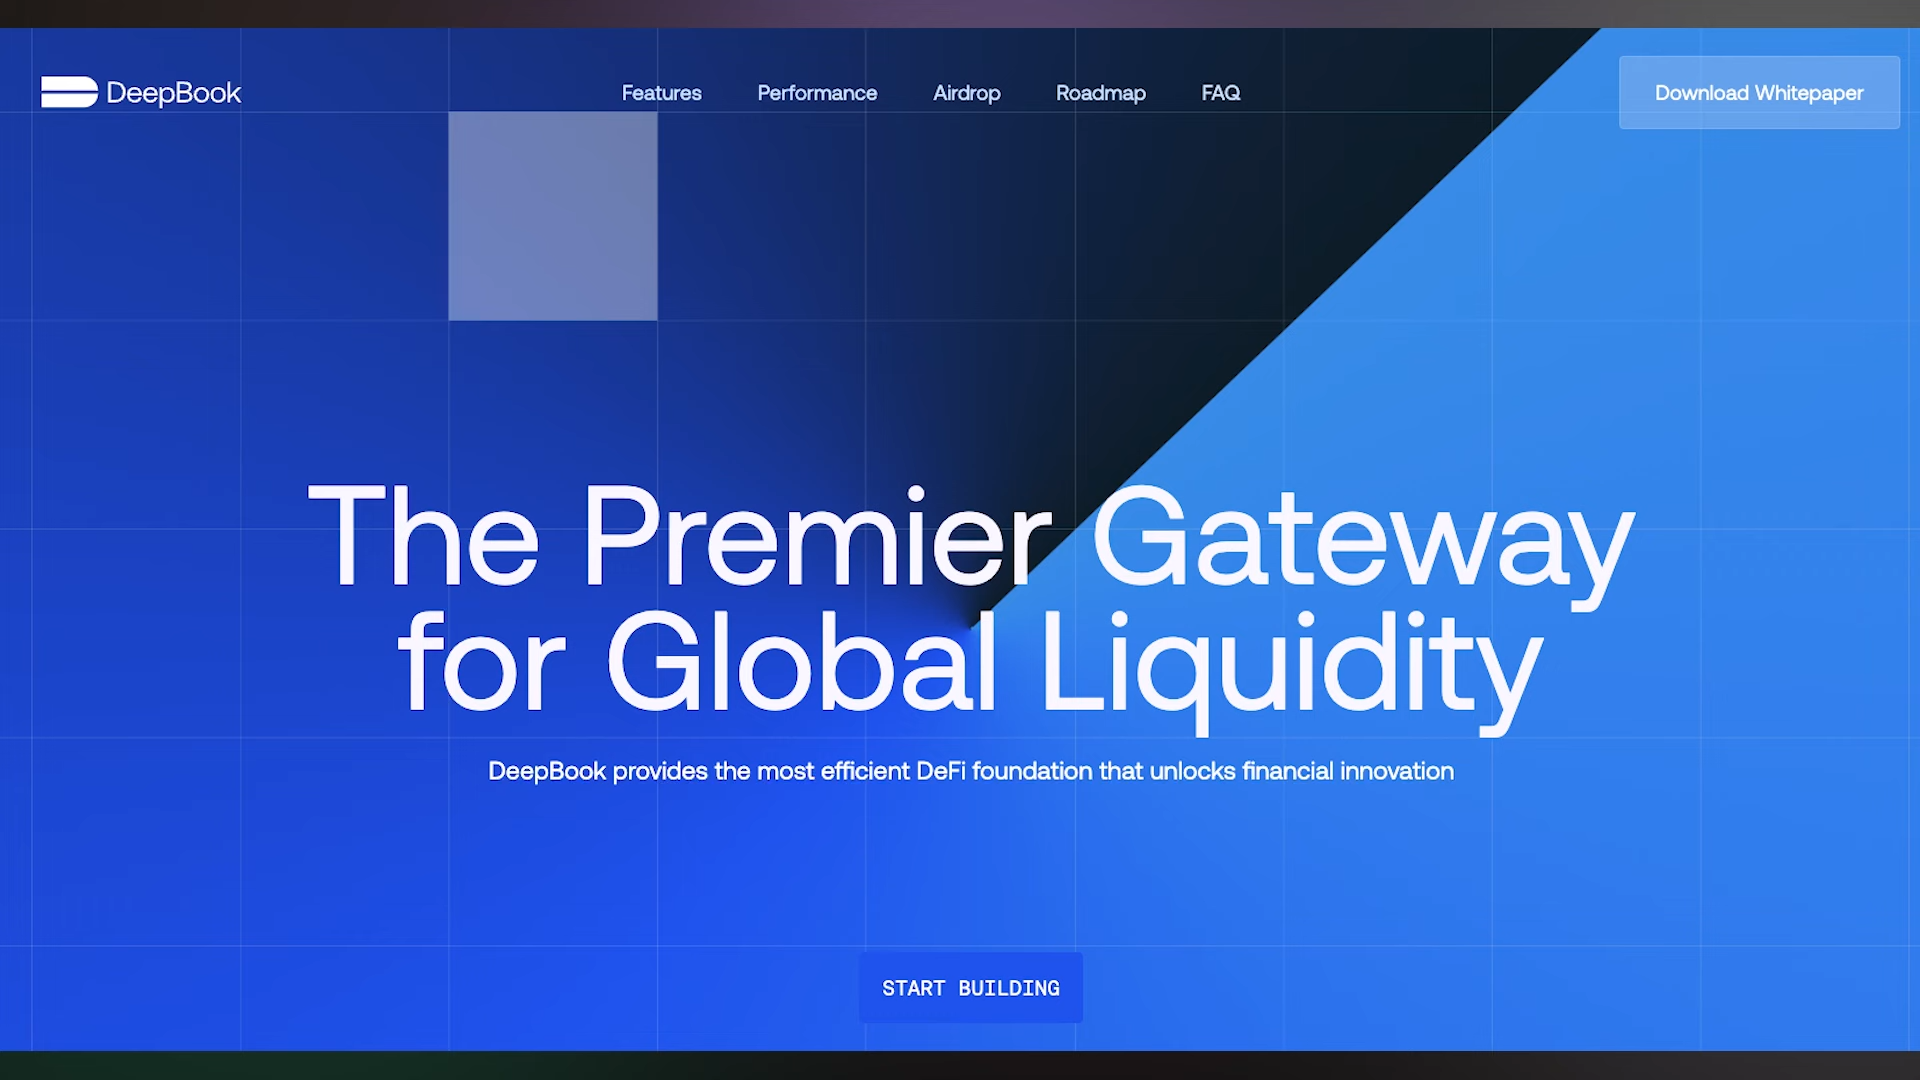 DeepBook
Features
Performance
Airdrop
Roadmap
FAQ
Download Whitepaper
The Premier Gateway
for Global Liquidity
DeepBook provides the most efficient DeFi foundation that unlocks financial innovation
START BUILDING